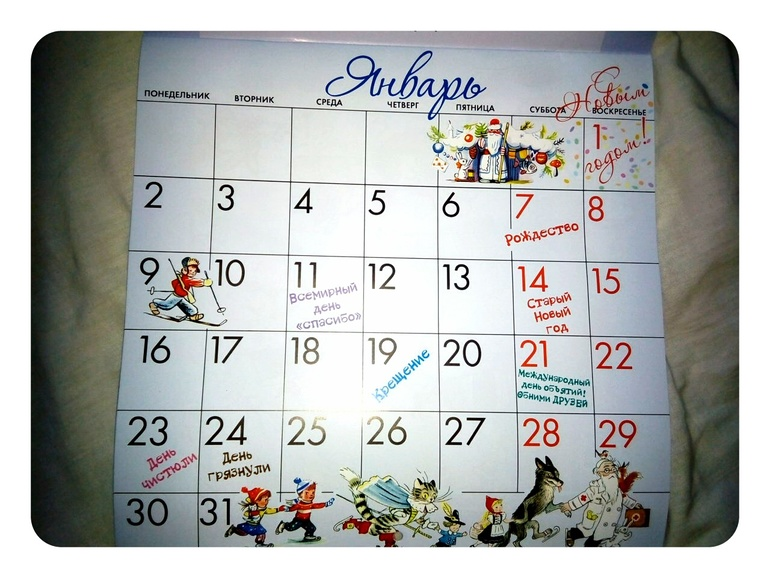 Январь
ПОНЕДЕЛЬНИК ВТОРНИК СРЕДА ЧЕТВЕРГ ПЯТНИЦА СУББОТА ВОСКРЕСЕНЬЕ
С Новым
1
годом!
2 3 4 5 6 7 8
Рождество
9 10 11 12 13 14 15
Всемирный
день
«спасибо»
Старый
Новый
год
16 17 18 19 20 21 22
Крещение
Международный
день объятий!
Обними ДРУЗЕЙ
23 24 25 26 27 28 29
День
чистюли
День
грязнули
30 31